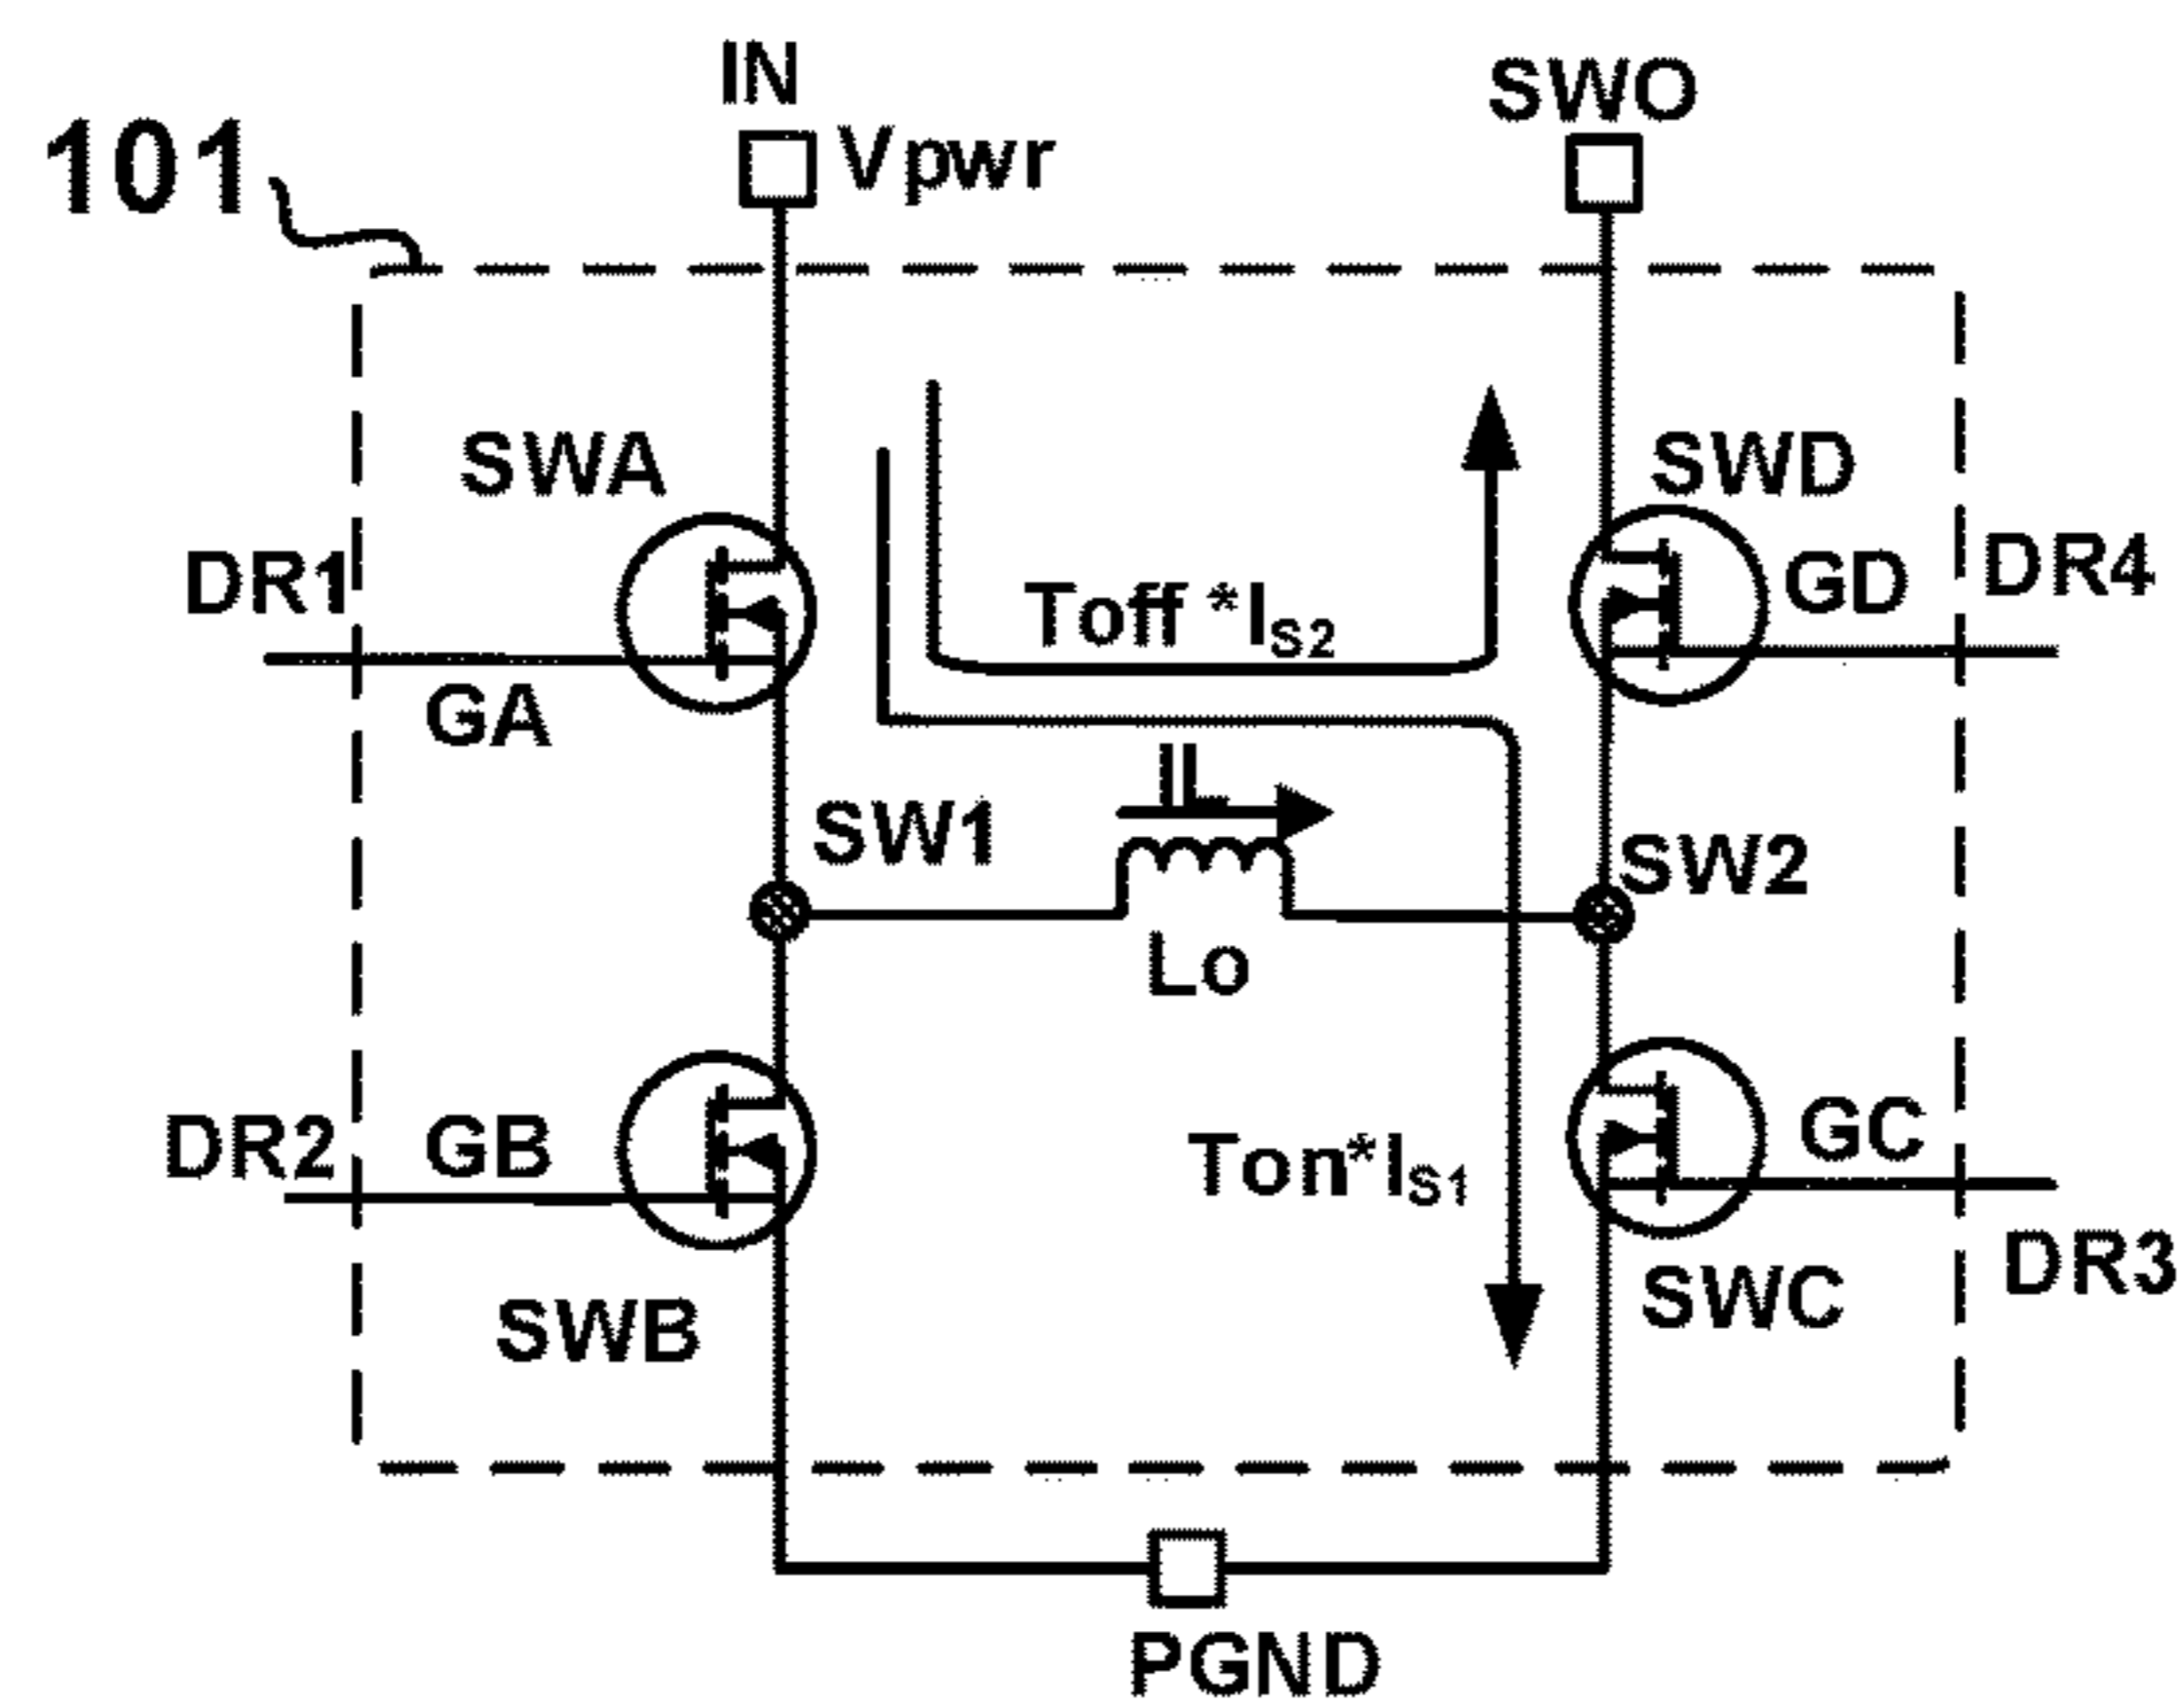 IN
SWO
101
Vpwr
SWA
SWD
DR1
Toff*IS2
GD
DR4
GA
IL
SW1
SW2
Lo
DR2
GB
Ton*IS1
GC
SWB
SWC
DR3
PGND